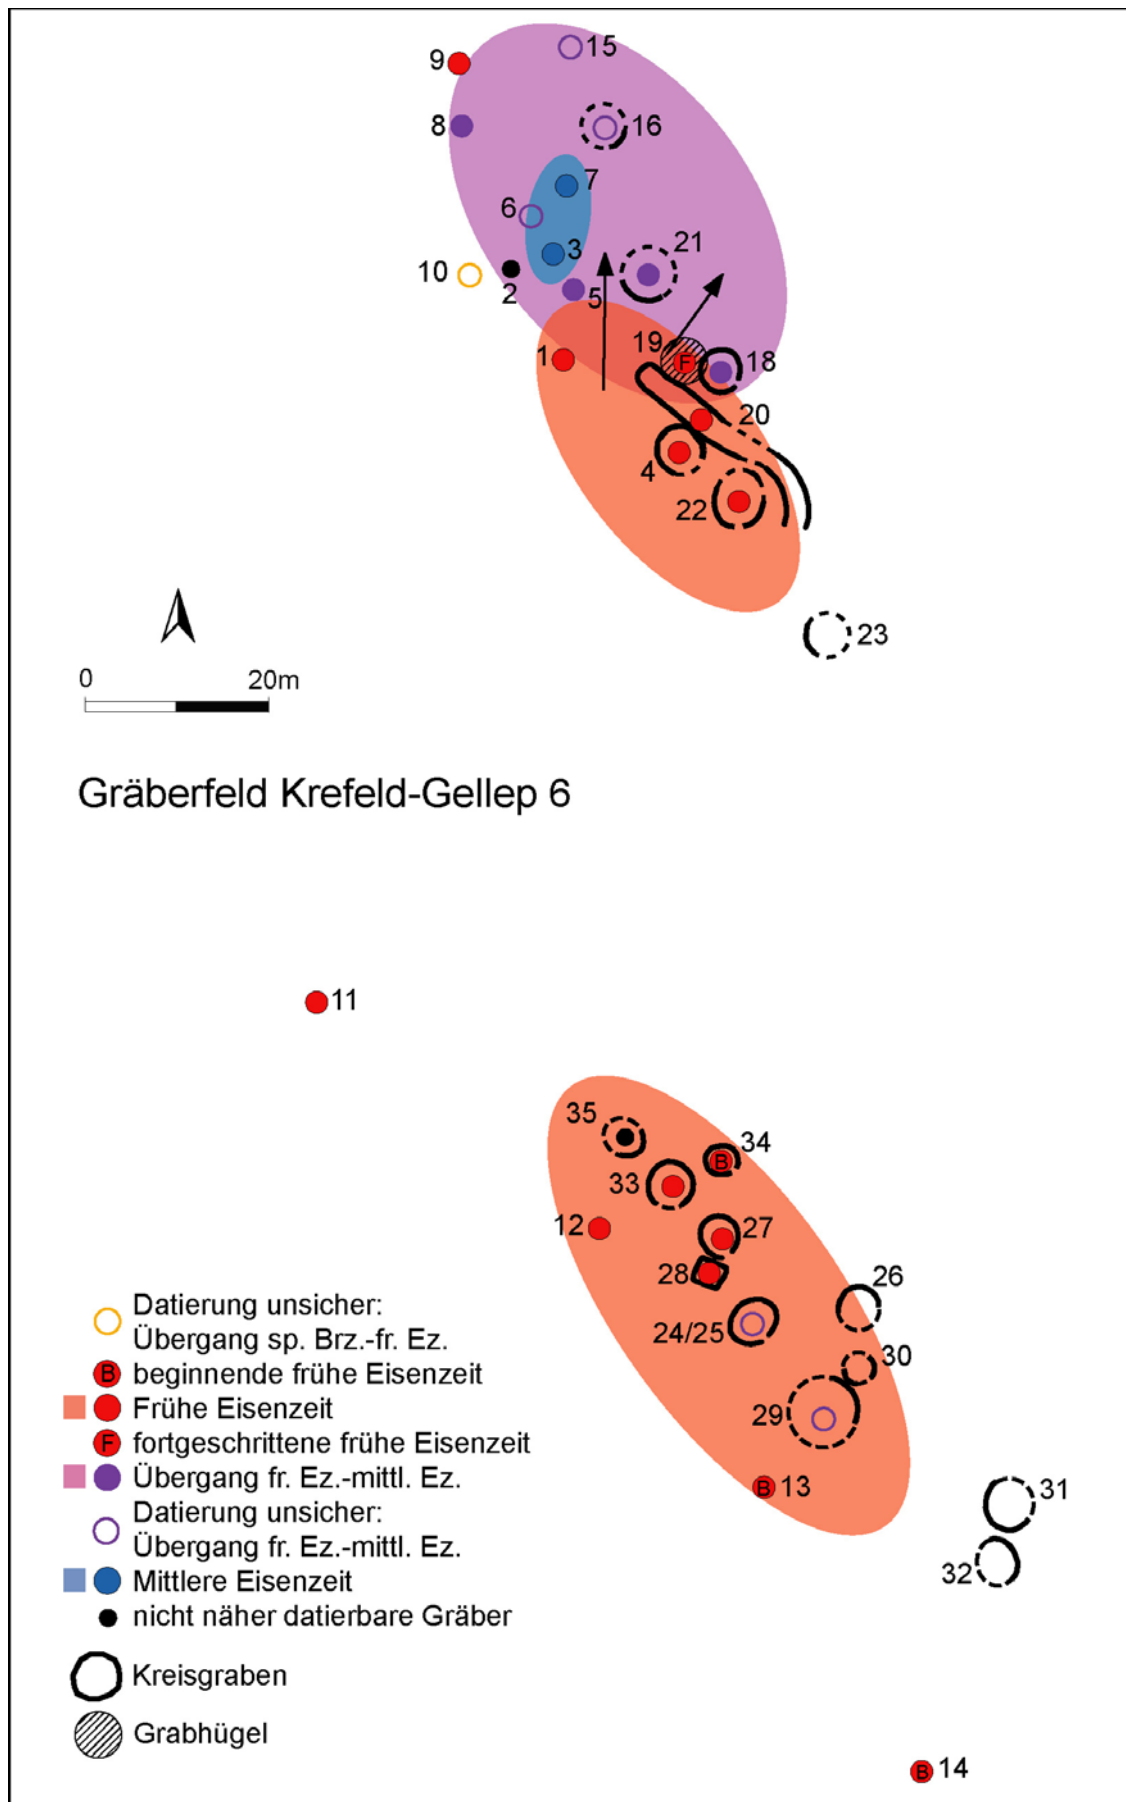 15
9
8
16
7
6
3
21
10
2
5
1
19
F
18
20
4
22
23
0 20m
Gräberfeld Krefeld-Gellep 6
11
35
34
B
33
12
27
28
26
24/25
30
29
B 13
31
32
Datierung unsicher:
Übergang sp. Brz.-fr. Ez.
B beginnende frühe Eisenzeit
Frühe Eisenzeit
F fortgeschrittene frühe Eisenzeit
Übergang fr. Ez.-mittl. Ez.
Datierung unsicher:
Übergang fr. Ez.-mittl. Ez.
Mittlere Eisenzeit
nicht näher datierbare Gräber
Kreisgraben
Grabhügel
B 14